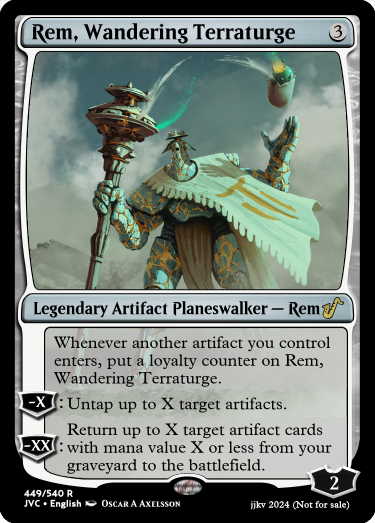 Rem, Wandering Terraturge 3
Legendary Artifact Planeswalker — Rem
Whenever another artifact you control
enters, put a loyalty counter on Rem,
Wandering Terraturge.
-X: Untap up to X target artifacts.
Return up to X target artifact cards
-XX: with mana value X or less from your
graveyard to the battlefield.
2
449/540 R
JVC • English Oscar A Axelsson
jjkv 2024 (Not for sale)